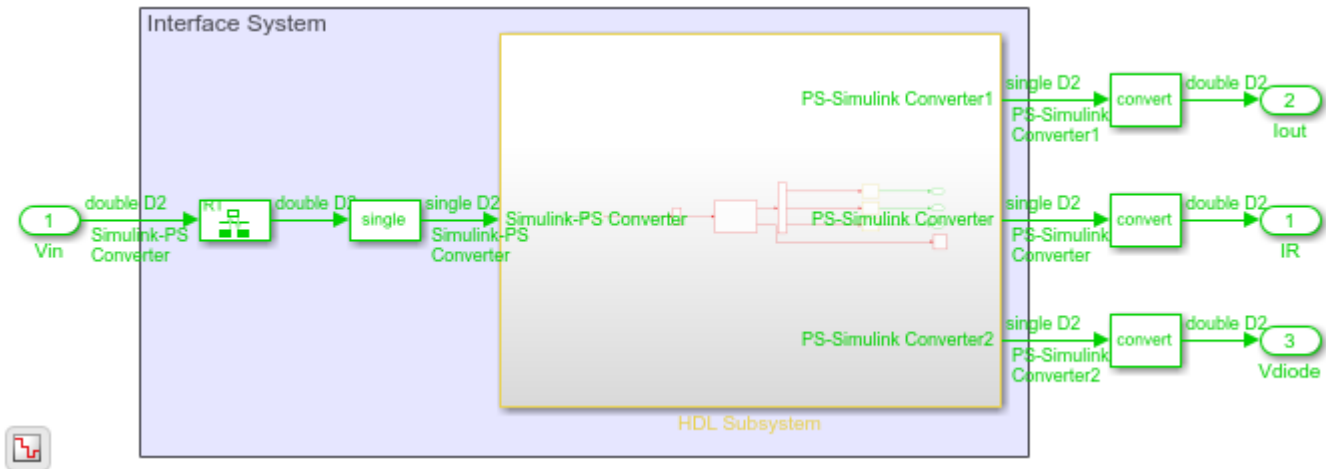 Interface System
PS-Simulink Converter1
single D2
PS-Simulink
Converter1
convert
double D2
2
Iout
1
Vin
double D2
Simulink-PS
Converter
RT
double D2
single
single D2
Simulink-PS
Converter
Simulink-PS Converter
PS-Simulink Converter
single D2
PS-Simulink
Converter
convert
double D2
1
IR
PS-Simulink Converter2
single D2
PS-Simulink
Converter2
convert
double D2
3
Vdiode
HDL Subsystem